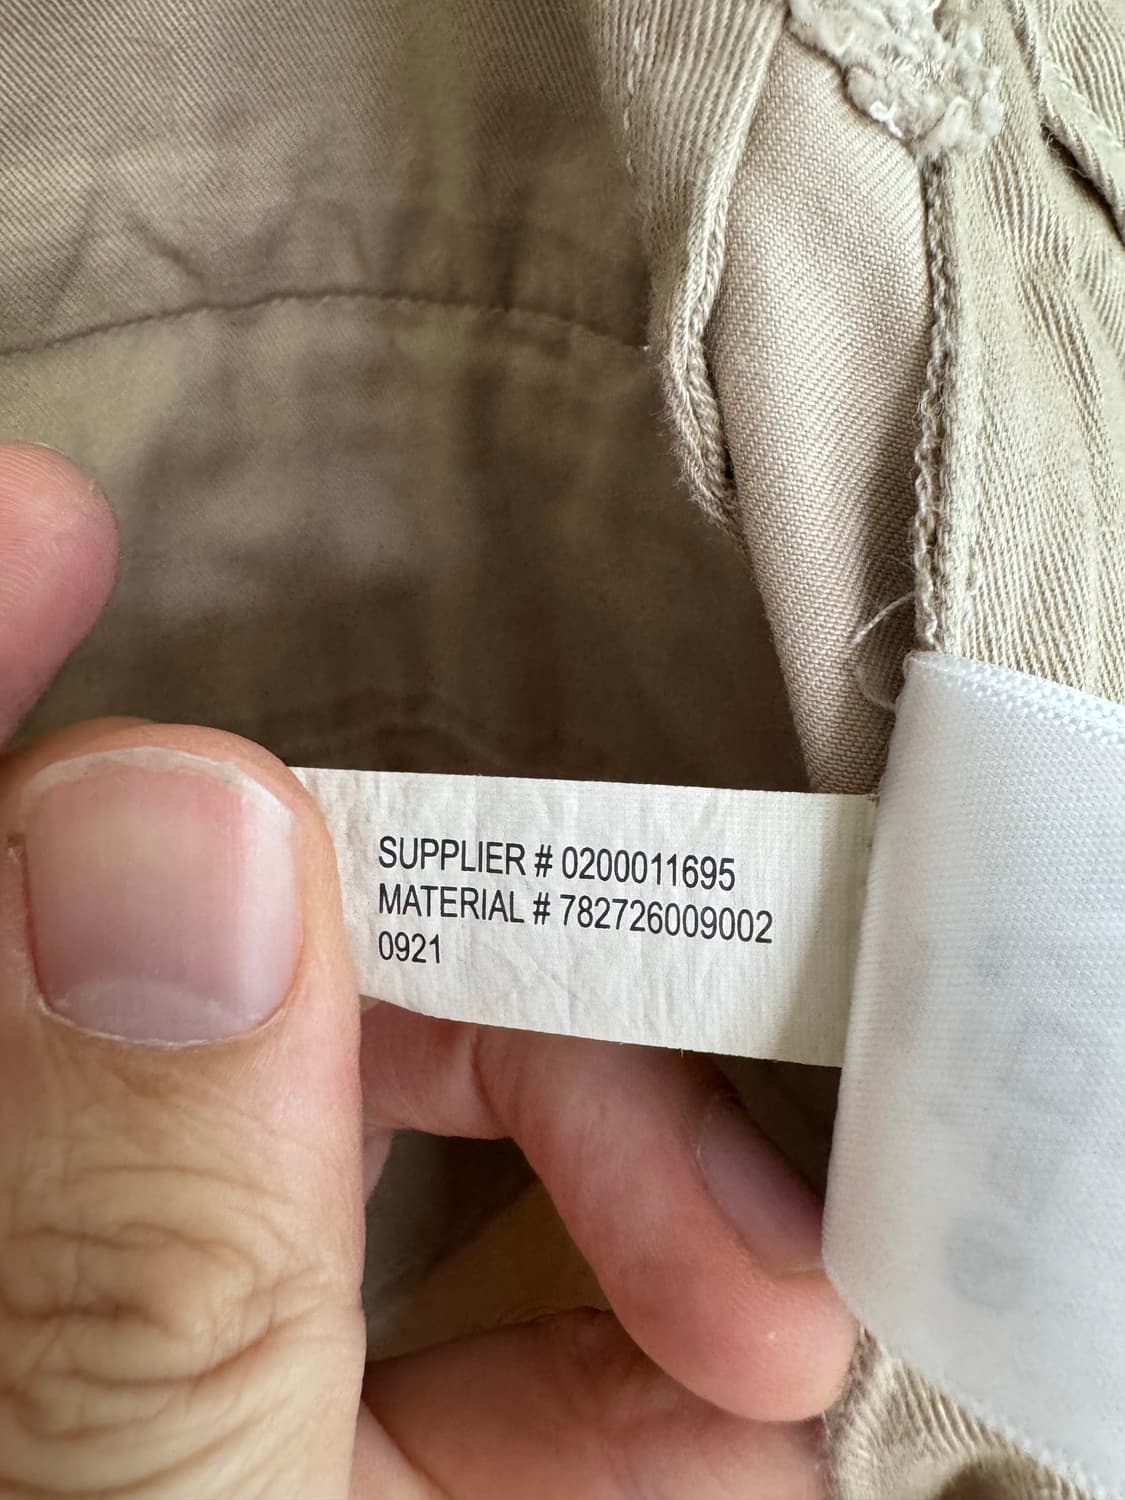 SUPPLIER # 0200011695
MATERIAL # 782726009002
0921